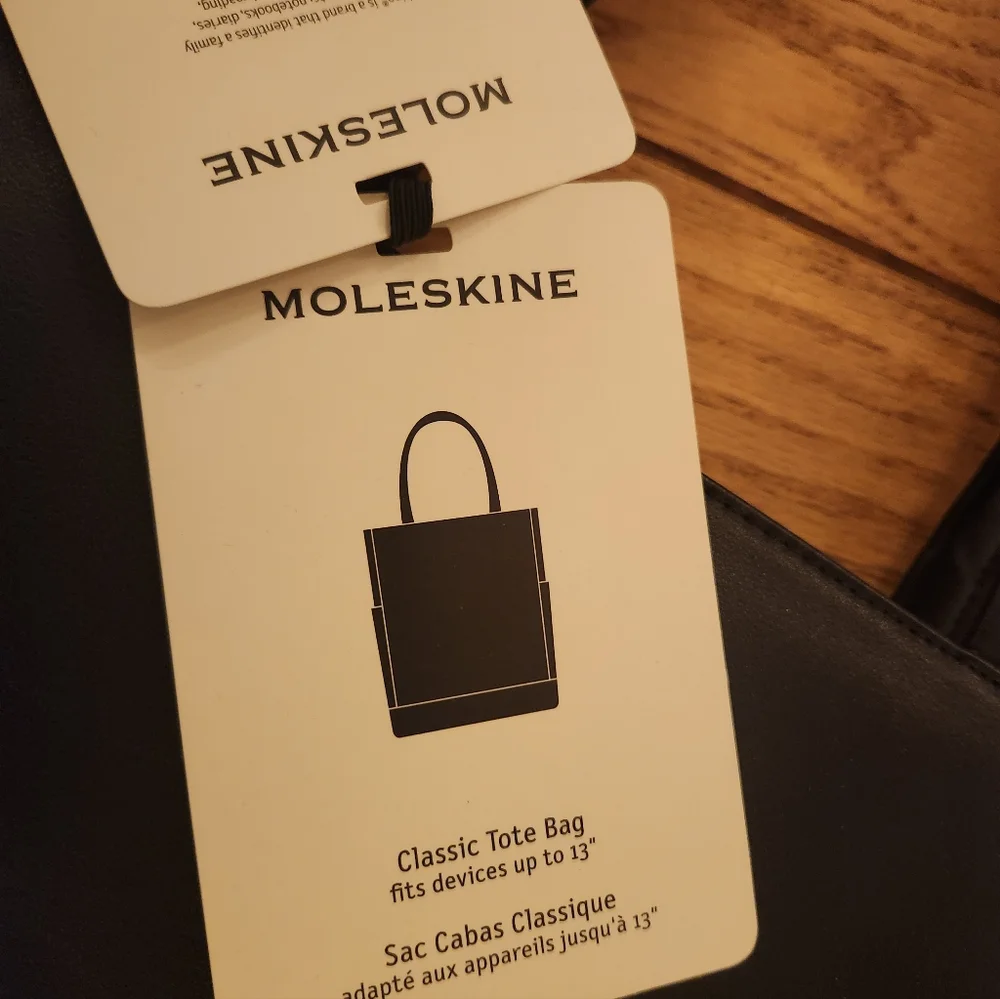 MOLESKINE
is a brand that identifies a family
notebooks, diaries,
MOLESKINE
Classic Tote Bag
fits devices up to 13"
Sac Cabas Classique
adapté aux appareils jusqu'à 13"